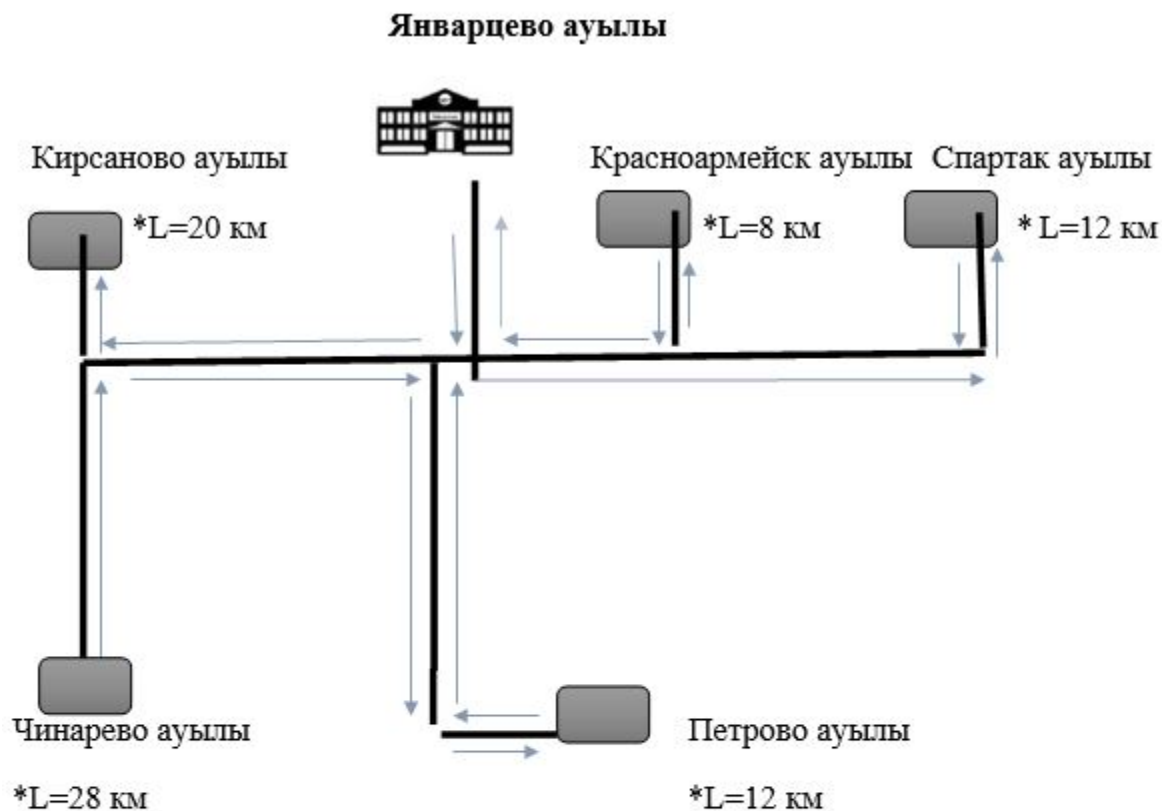 Январцево ауылы
Кирсаново ауылы
*L=20 км
Красноармейск ауылы
*L=8 км
Спартак ауылы
* L=12 км
Чинарево ауылы
*L=28 км
Петрово ауылы
*L=12 км